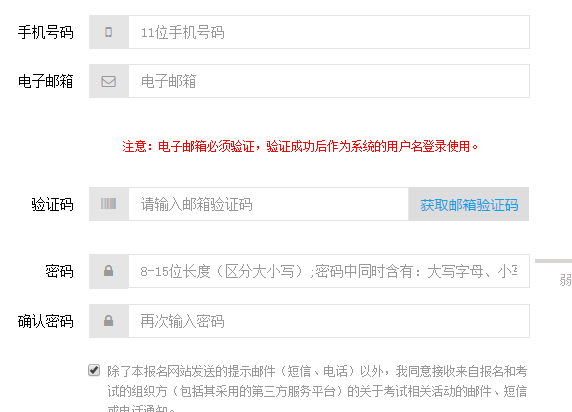 手机号码 11位手机号码
电子邮箱 电子邮箱
注意：电子邮箱必须验证，验证成功后作为系统的用户名登录使用。
验证码 请输入邮箱验证码 获取邮箱验证码
密码 8-15位长度（区分大小写）;密码中同时含有：大写字母、小写
弱
确认密码 再次输入密码
除了本报名网站发送的提示邮件（短信、电话）以外，我同意接收来自报名和考
试的组织方（包括其采用的第三方服务平台）的关于考试相关活动的邮件、短信
或电话通知。